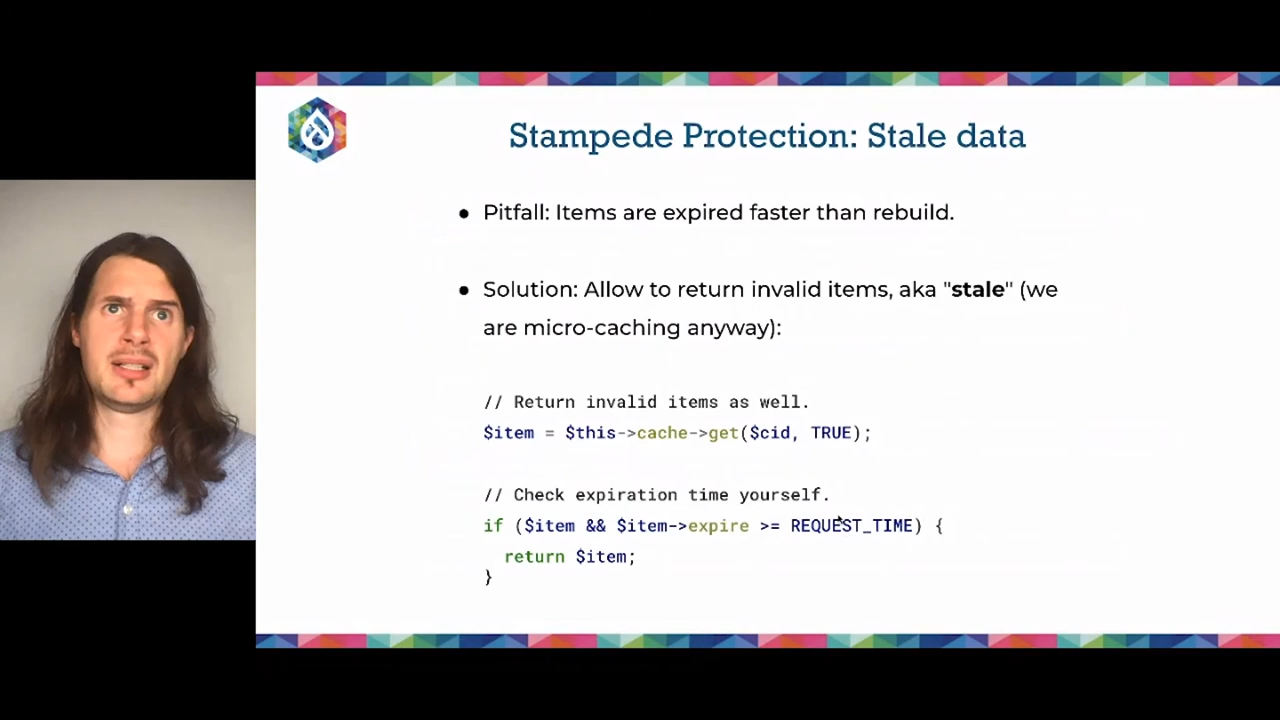 Stampede Protection: Stale data
● Pitfall: Items are expired faster than rebuild.
● Solution: Allow to return invalid items, aka "stale" (we
are micro-caching anyway):
// Return invalid items as well.
$item = $this->cache->get($cid, TRUE);
// Check expiration time yourself.
if ($item && $item->expire >= REQUEST_TIME) {
return $item;
}